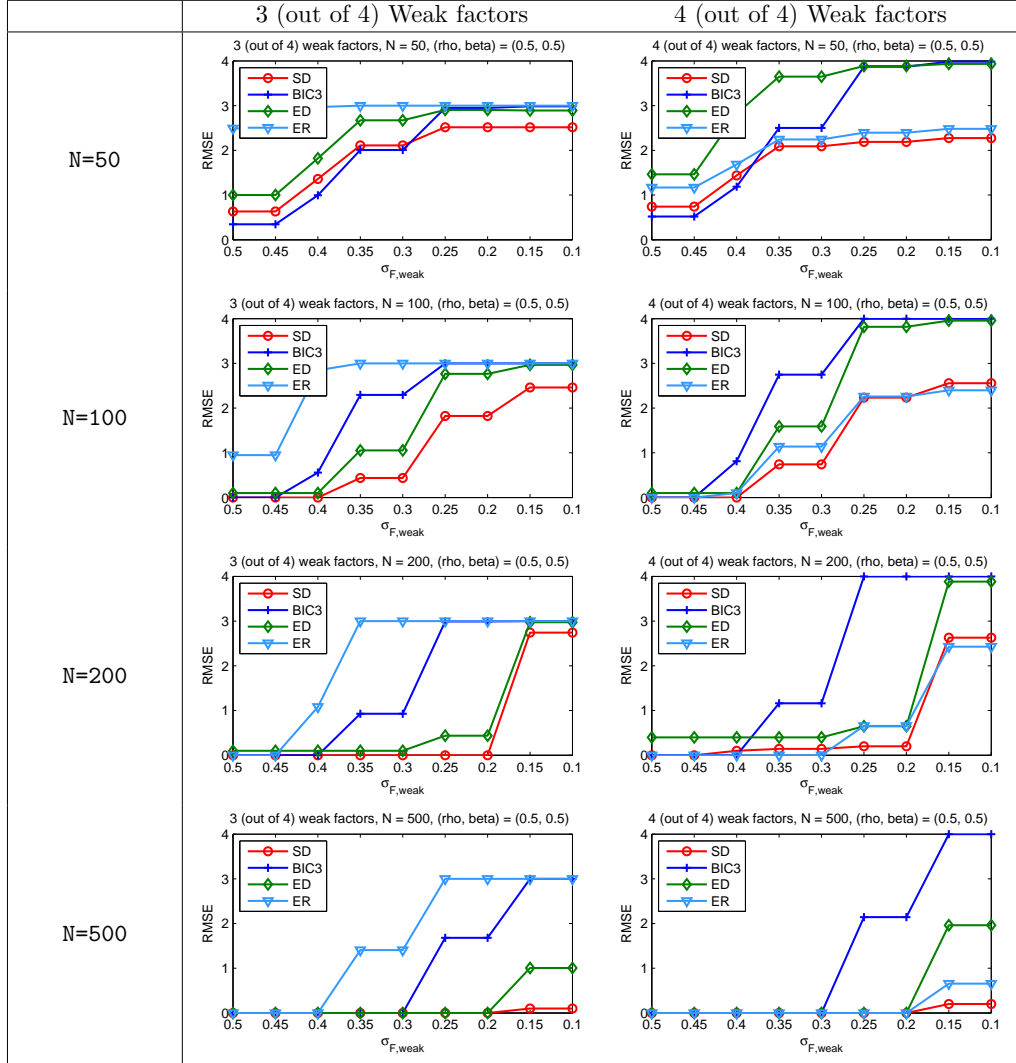 3 (out of 4) Weak factors
4 (out of 4) Weak factors
N=50
3 (out of 4) weak factors, N = 50, (rho, beta) = (0.5, 0.5)
RMSE
4
3
2
1
0
SD
BIC3
ED
ER
0.5 0.45 0.4 0.35 0.3 0.25 0.2 0.15 0.1
σF,weak
4 (out of 4) weak factors, N = 50, (rho, beta) = (0.5, 0.5)
RMSE
4
3
2
1
0
SD
BIC3
ED
ER
0.5 0.45 0.4 0.35 0.3 0.25 0.2 0.15 0.1
σF,weak
N=100
3 (out of 4) weak factors, N = 100, (rho, beta) = (0.5, 0.5)
RMSE
4
3
2
1
0
SD
BIC3
ED
ER
0.5 0.45 0.4 0.35 0.3 0.25 0.2 0.15 0.1
σF,weak
4 (out of 4) weak factors, N = 100, (rho, beta) = (0.5, 0.5)
RMSE
4
3
2
1
0
SD
BIC3
ED
ER
0.5 0.45 0.4 0.35 0.3 0.25 0.2 0.15 0.1
σF,weak
N=200
3 (out of 4) weak factors, N = 200, (rho, beta) = (0.5, 0.5)
RMSE
4
3
2
1
0
SD
BIC3
ED
ER
0.5 0.45 0.4 0.35 0.3 0.25 0.2 0.15 0.1
σF,weak
4 (out of 4) weak factors, N = 200, (rho, beta) = (0.5, 0.5)
RMSE
4
3
2
1
0
SD
BIC3
ED
ER
0.5 0.45 0.4 0.35 0.3 0.25 0.2 0.15 0.1
σF,weak
N=500
3 (out of 4) weak factors, N = 500, (rho, beta) = (0.5, 0.5)
RMSE
4
3
2
1
0
SD
BIC3
ED
ER
0.5 0.45 0.4 0.35 0.3 0.25 0.2 0.15 0.1
σF,weak
4 (out of 4) weak factors, N = 500, (rho, beta) = (0.5, 0.5)
RMSE
4
3
2
1
0
SD
BIC3
ED
ER
0.5 0.45 0.4 0.35 0.3 0.25 0.2 0.15 0.1
σF,weak